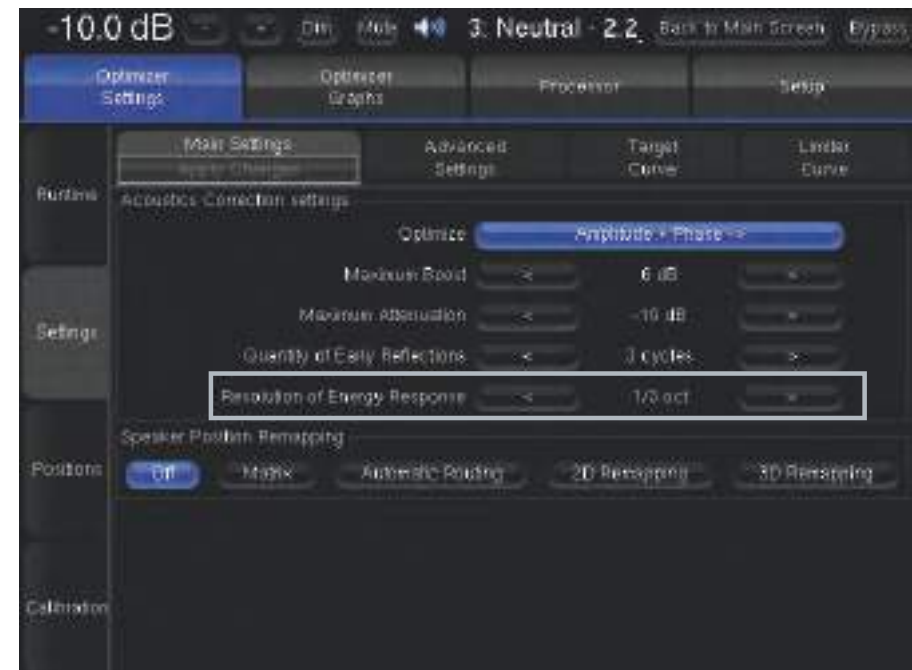 -10.0 dB - + Dim Mute 3. Neutral - 2.2 Back to Main Screen Bypass
Optimizer Settings
Optimizer Graphs
Processor
Setup
Main Settings
Apply Changes
Advanced Settings
Target Curve
Limiter Curve
Runtime
Settings
Positions
Calibration
Acoustics Correction settings
Optimize Amplitude + Phase ->
Maximum Boost < 6 dB >
Maximum Attenuation < -10 dB >
Quantity of Early Reflections < 3 cycles >
Resolution of Energy Response < 1/3 oct >
Speaker Position Remapping
Off Matrix Automatic Routing 2D Remapping 3D Remapping